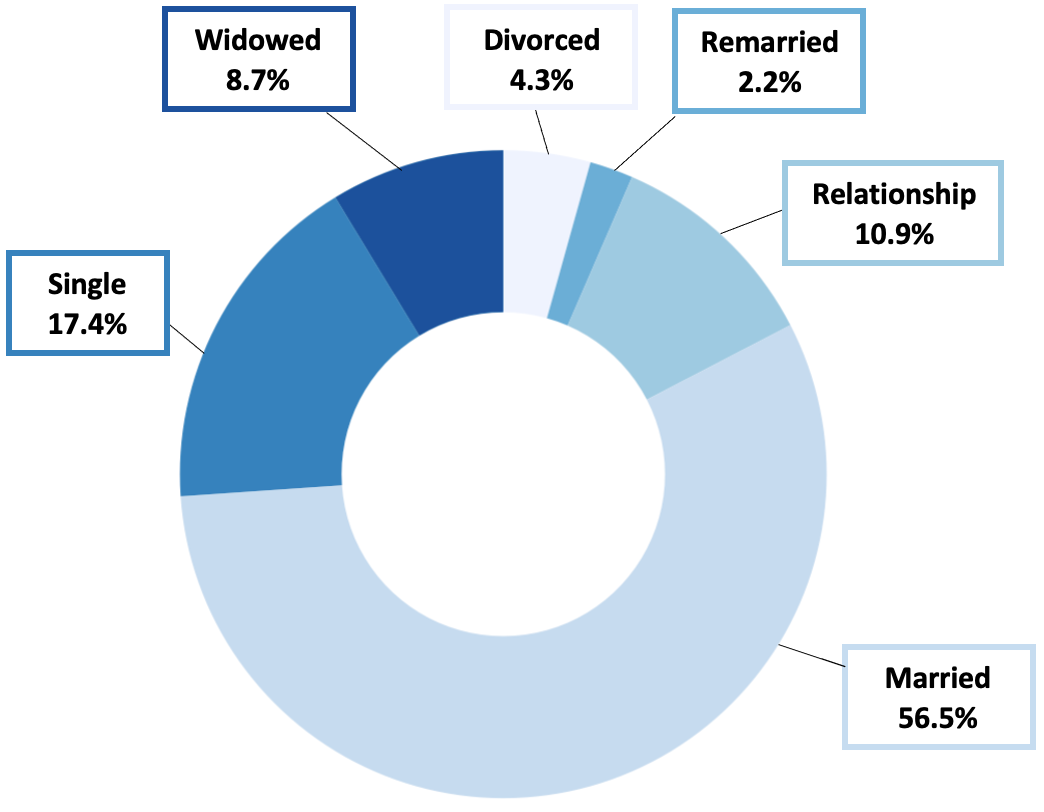 Widowed
8.7%
Divorced
4.3%
Remarried
2.2%
Relationship
10.9%
Single
17.4%
Married
56.5%